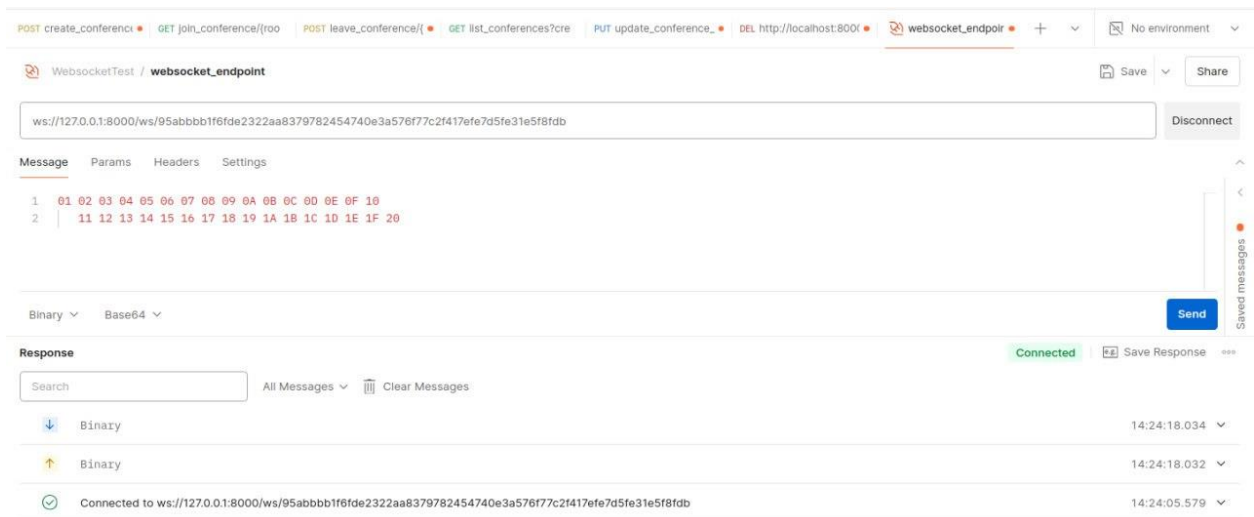 POST create_conference GET join_conference/{roo POST leave_conference/{ GET list_conferences?cre PUT update_conference_ DEL http://localhost:800( websocket_endpoir + No environment
WebsocketTest / websocket_endpoint Save Share
ws://127.0.0.1:8000/ws/95abbbb1f6fde2322aa8379782454740e3a576f77c2f417efe7d5fe31e5f8fdb Disconnect
Message Params Headers Settings
1 01 02 03 04 05 06 07 08 09 0A 0B 0C 0D 0E 0F 10
2 11 12 13 14 15 16 17 18 19 1A 1B 1C 1D 1E 1F 20
Saved messages
Binary Base64 Send
Response Connected Save Response
Search All Messages Clear Messages
Binary 14:24:18.034
Binary 14:24:18.032
Connected to ws://127.0.0.1:8000/ws/95abbbb1f6fde2322aa8379782454740e3a576f77c2f417efe7d5fe31e5f8fdb 14:24:05.579